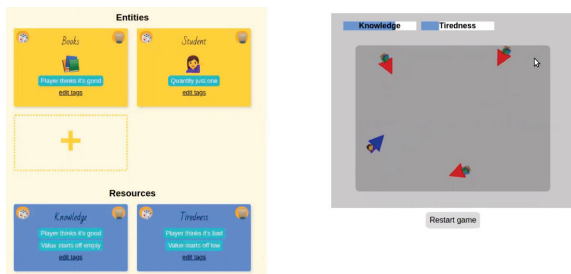 Entities
Books
Student
Player thinks it's good
Quantity just one
edit tags
edit tags
+
Resources
Knowledge
Tiredness
Player thinks it's good
Player thinks it's bad
Value starts off empty
Value starts off low
edit tags
edit tags
Knowledge
Tiredness
Restart game